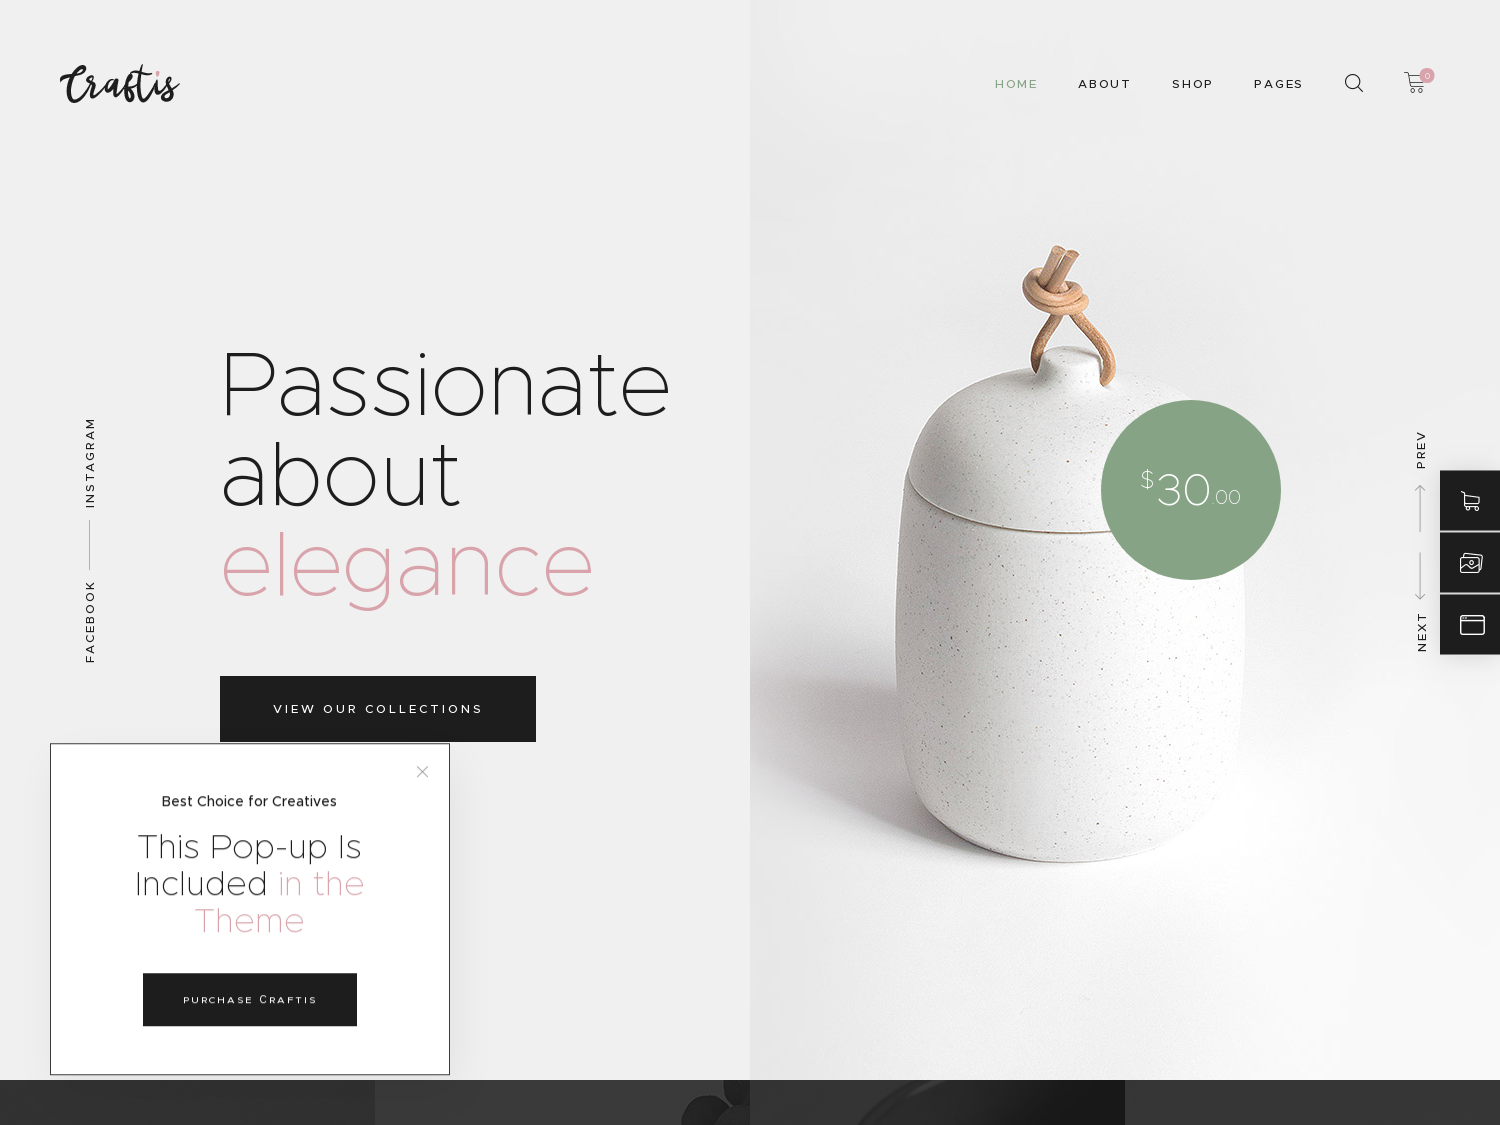 Craftis
HOME ABOUT SHOP PAGES
0
Passionate
about
elegance
INSTAGRAM
FACEBOOK
VIEW OUR COLLECTIONS
$30.00
PREV
NEXT
Best Choice for Creatives
This Pop-up Is
Included in the
Theme
PURCHASE CRAFTIS